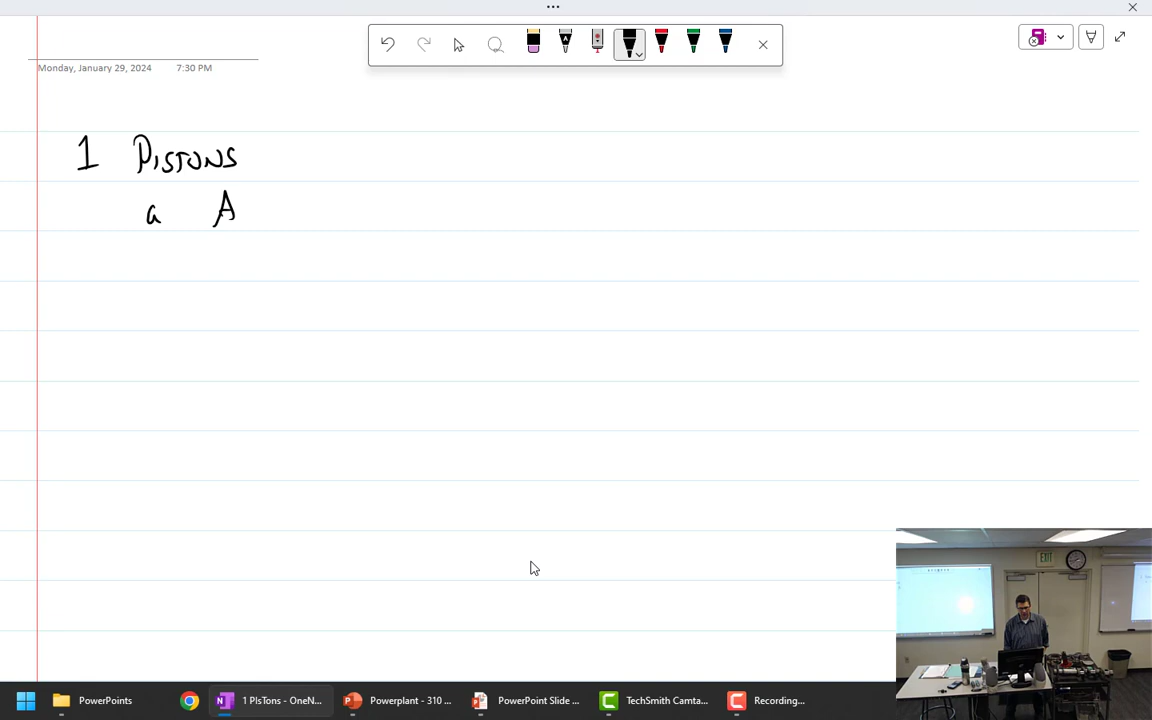 Monday, January 29, 2024 7:30 PM
1 PISTONS
a A
PowerPoints
1 PIsTons - OneN...
Powerplant - 310 ...
PowerPoint Slide ...
TechSmith Camta...
Recording...